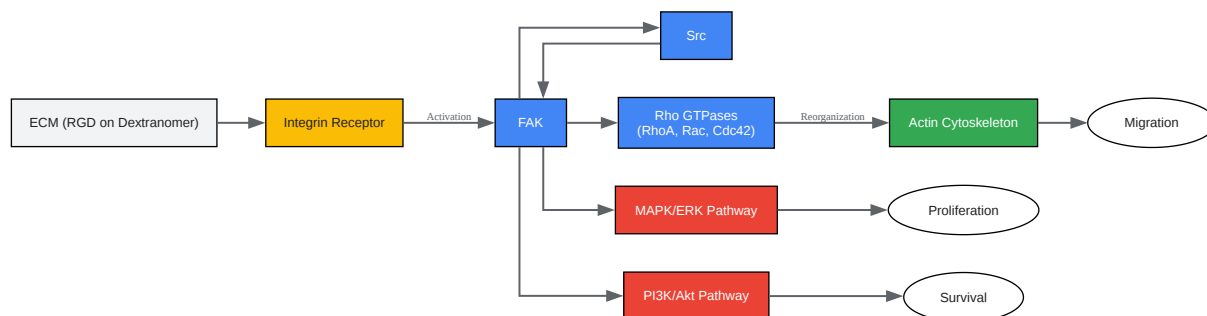 Src
ECM (RGD on Dextranomer)
Integrin Receptor
Activation
FAK
Rho GTPases
(RhoA, Rac, Cdc42)
Reorganization
Actin Cytoskeleton
Migration
MAPK/ERK Pathway
Proliferation
PI3K/Akt Pathway
Survival